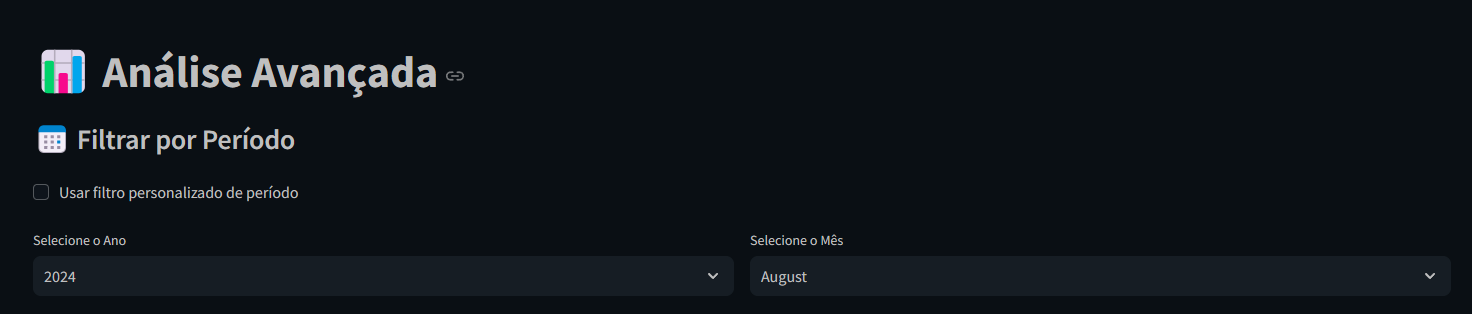 Análise Avançada
Filtrar por Período
Usar filtro personalizado de período
Selecione o Ano
Selecione o Mês
2024
August